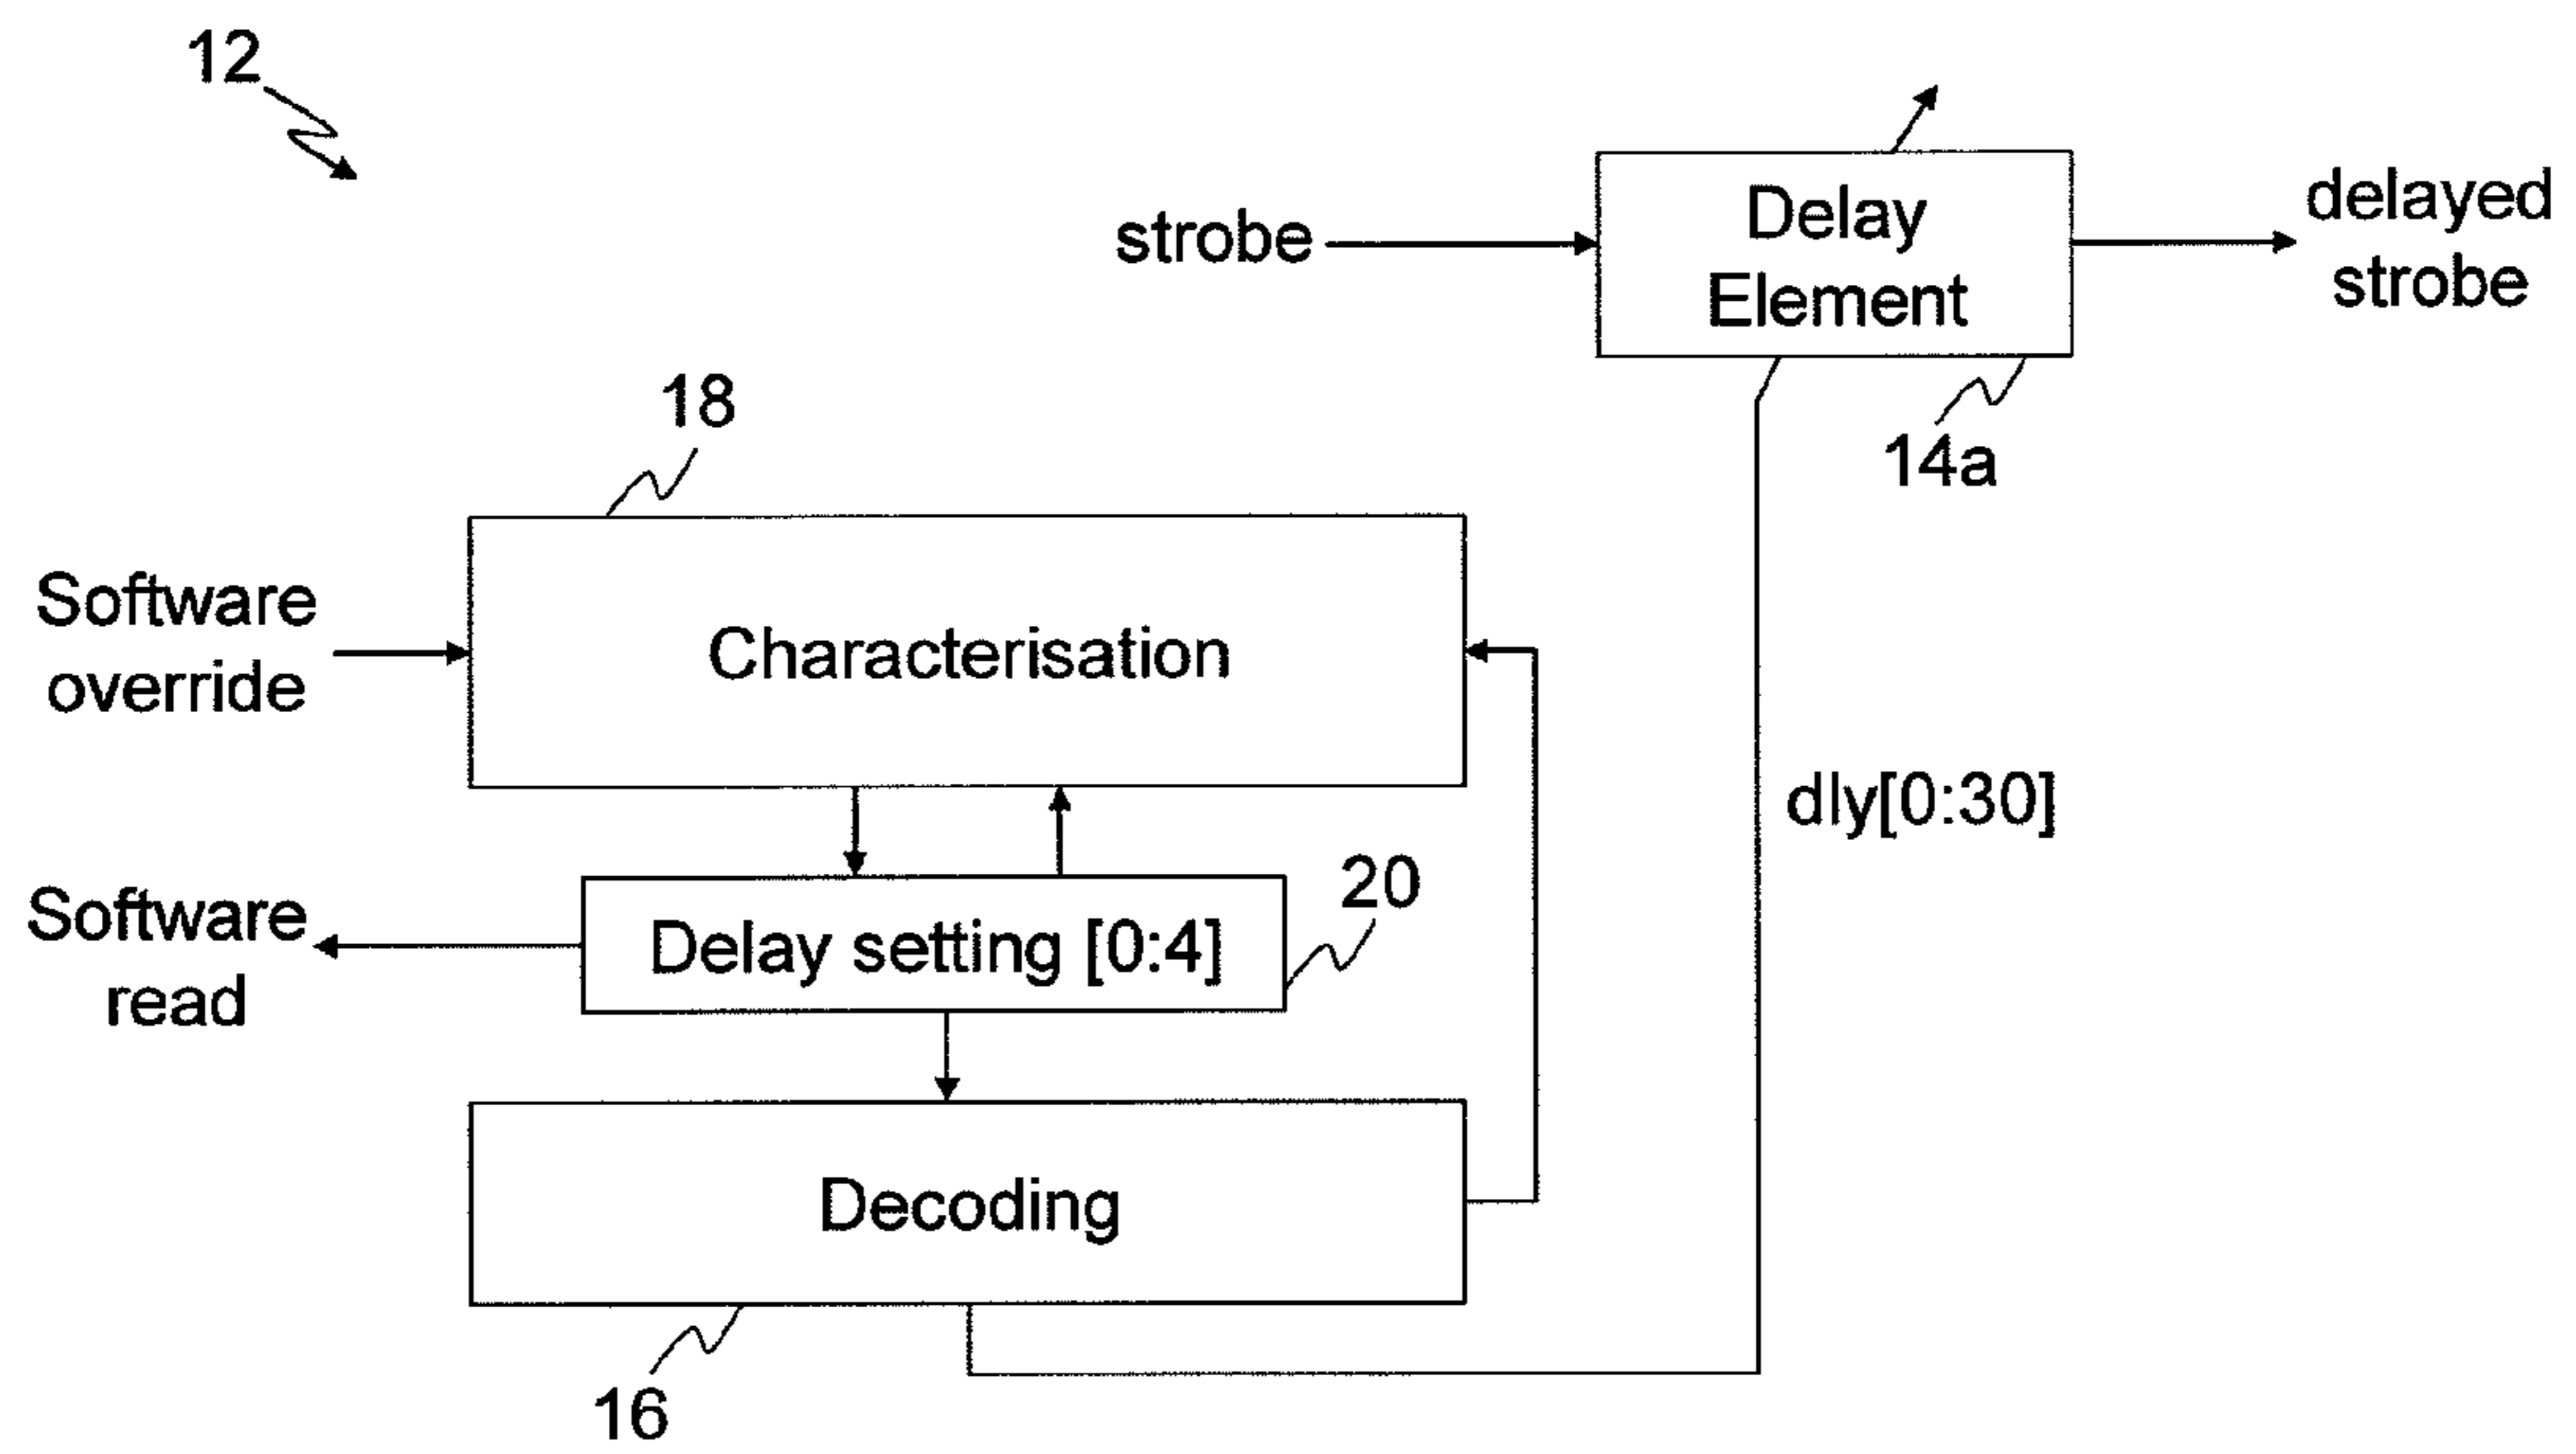 12
strobe
Delay
Element
delayed
strobe
14a
18
Software
override
Characterisation
dly[0:30]
20
Software
read
Delay setting [0:4]
Decoding
16